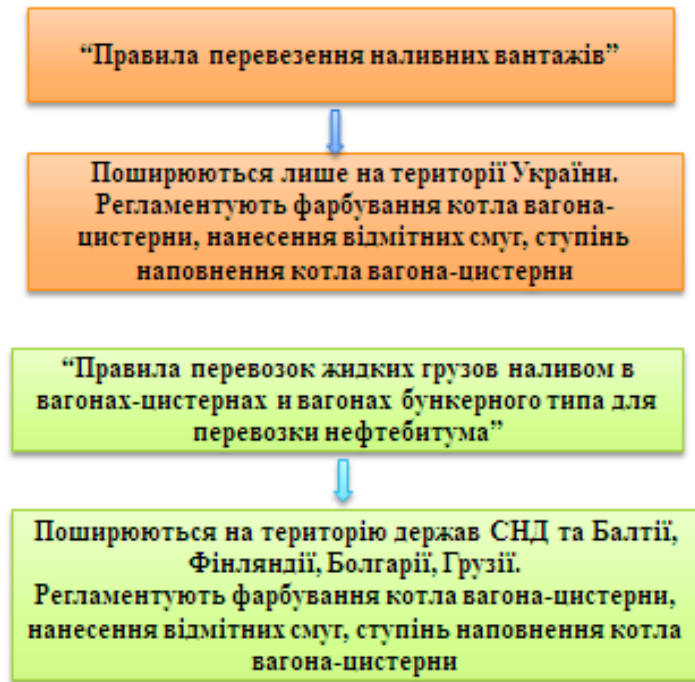 “Правила перевезення наливних вантажів”
Поширюються лише на території України.
Регламентують фарбування котла вагона-
цистерни, нанесення відмітних смуг, ступінь
наповнення котла вагона-цистерни
“Правила перевозок жидких грузов наливом в
вагонах-цистернах и вагонах бункерного типа для
перевозки нефтебитума”
Поширюються на територію держав СНД та Балтії,
Фінляндії, Болгарії, Грузії.
Регламентують фарбування котла вагона-цистерни,
нанесення відмітних смуг, ступінь наповнення котла
вагона-цистерни